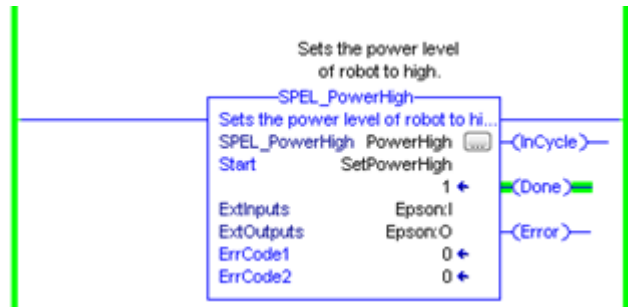 Sets the power level
of robot to high.
SPEL_PowerHigh
Sets the power level of robot to hi...
SPEL_PowerHigh PowerHigh ...
(InCycle)
Start SetPowerHigh
1
(Done)
ExtInputs Epson:I
ExtOutputs Epson:O
(Error)
ErrCode1 0
ErrCode2 0